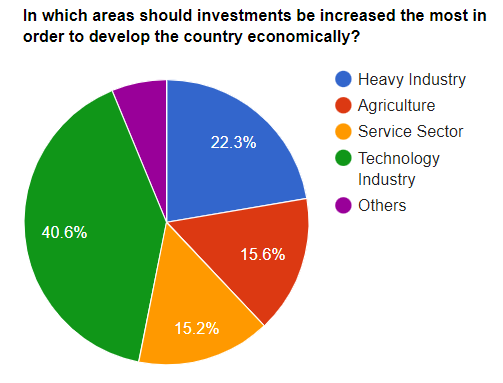 In which areas should investments be increased the most in
order to develop the country economically?
Heavy Industry
Agriculture
Service Sector
Technology
Industry
Others
22.3%
15.6%
15.2%
40.6%